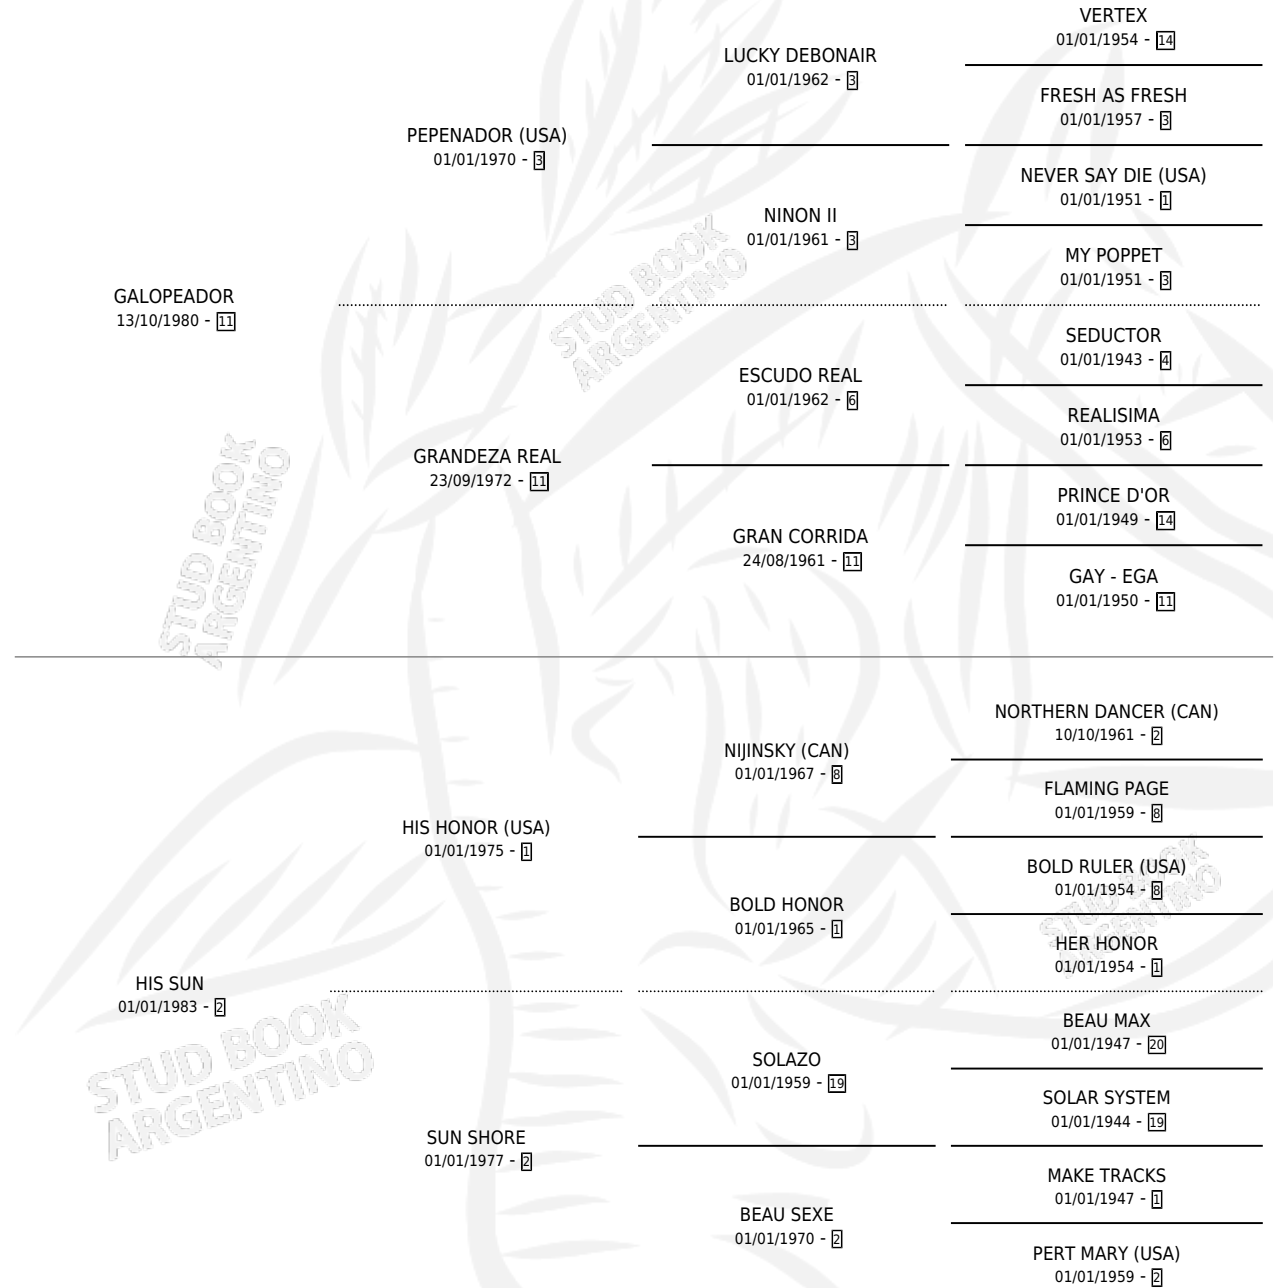 VERTEX
01/01/1954 - 14
LUCKY DEBONAIR
01/01/1962 - 3
FRESH AS FRESH
01/01/1957 - 3
PEPENADOR (USA)
01/01/1970 - 3
NEVER SAY DIE (USA)
01/01/1951 - 1
NINON II
01/01/1961 - 3
MY POPPET
01/01/1951 - 3
GALOPEADOR
13/10/1980 - 11
SEDUCTOR
01/01/1943 - 4
ESCUDO REAL
01/01/1962 - 6
REALISIMA
01/01/1953 - 6
GRANDEZA REAL
23/09/1972 - 11
PRINCE D'OR
01/01/1949 - 14
GRAN CORRIDA
24/08/1961 - 11
GAY - EGA
01/01/1950 - 11
NORTHERN DANCER (CAN)
10/10/1961 - 2
NIJINSKY (CAN)
01/01/1967 - 8
FLAMING PAGE
01/01/1959 - 8
HIS HONOR (USA)
01/01/1975 - 1
BOLD RULER (USA)
01/01/1954 - 8
BOLD HONOR
01/01/1965 - 1
HER HONOR
01/01/1954 - 1
HIS SUN
01/01/1983 - 2
BEAU MAX
01/01/1947 - 20
SOLAZO
01/01/1959 - 19
SOLAR SYSTEM
01/01/1944 - 19
SUN SHORE
01/01/1977 - 2
MAKE TRACKS
01/01/1947 - 1
BEAU SEXE
01/01/1970 - 2
PERT MARY (USA)
01/01/1959 - 2
STUD BOOK
ARGENTINO
STUD BOOK
ARGENTINO
STUD BOOK
ARGENTINO
STUD BOOK
ARGENTINO